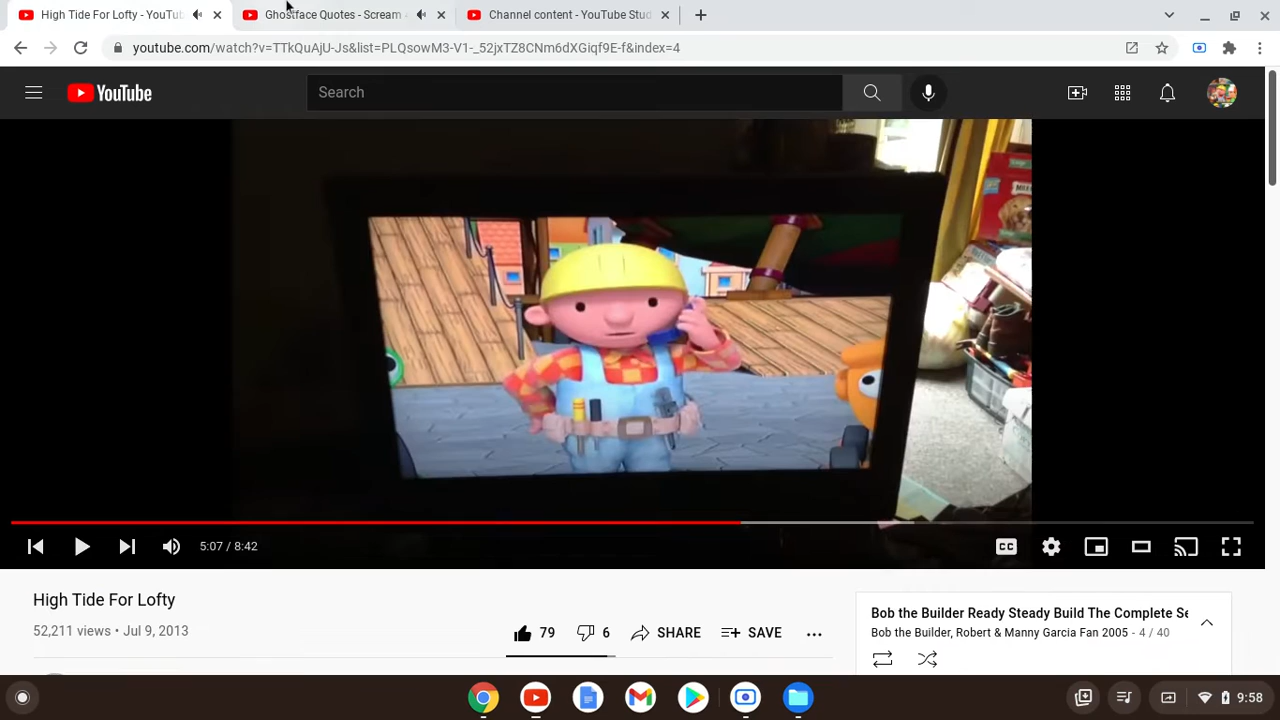 High Tide For Lofty - YouTu
Ghostface Quotes - Scream
Channel content - YouTube Stud
youtube.com/watch?v=TTkQuAjU-Js&list=PLQsowM3-V1-_52jxTZ8CNm6dXGiqf9E-f&index=4
YouTube
Search
5:07 / 8:42
CC
High Tide For Lofty
52,211 views • Jul 9, 2013
79
6
SHARE
SAVE
Bob the Builder Ready Steady Build The Complete Se
Bob the Builder, Robert & Manny Garcia Fan 2005 - 4 / 40
9:58